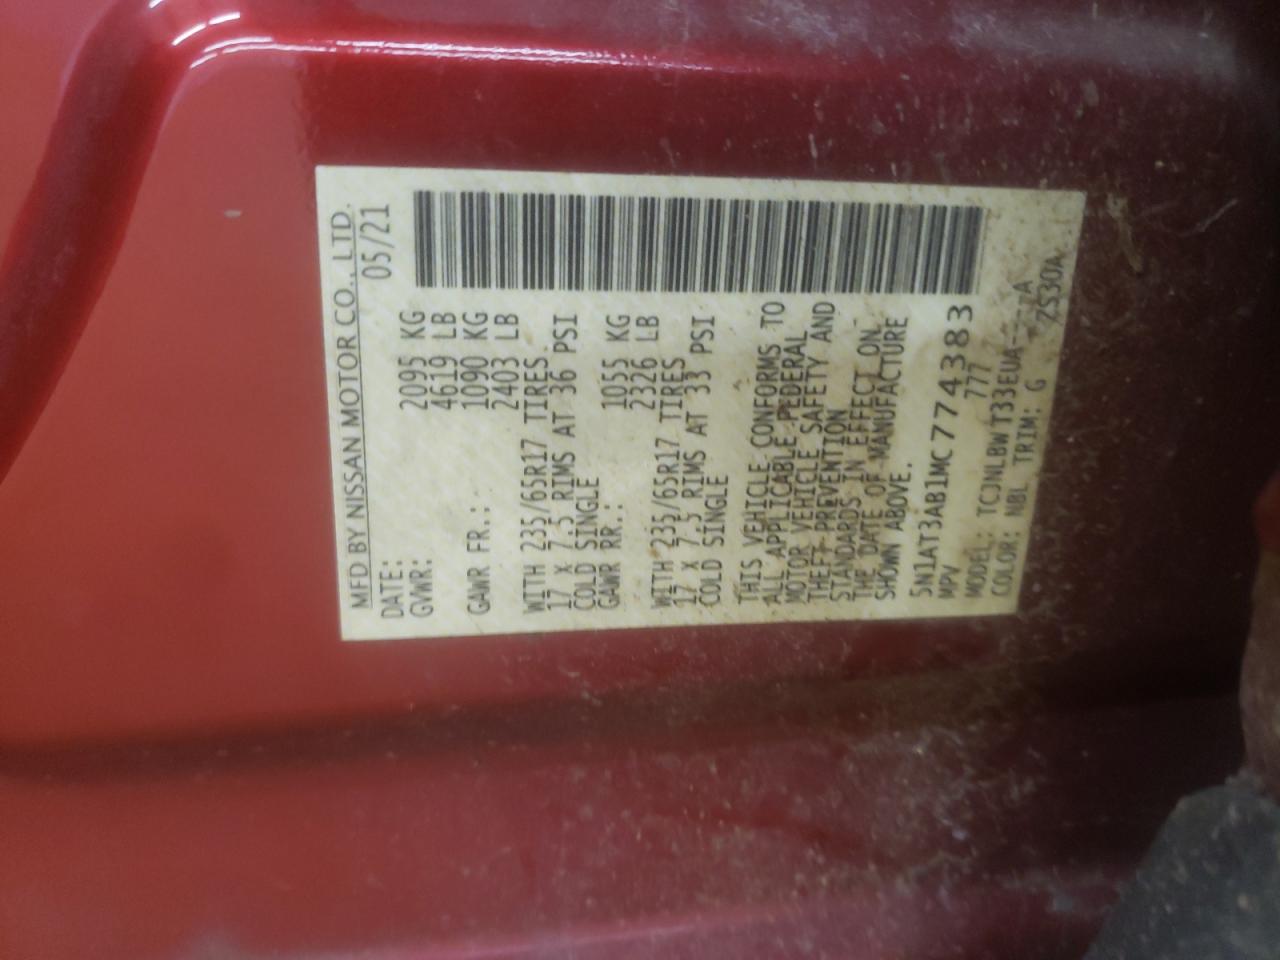 MFD BY NISSAN MOTOR CO., LTD.
DATE: 05/21
GVWR: 2095 KG
4619 LB
GAWR FR.: 1090 KG
2403 LB
WITH 235/65R17 TIRES,
17 X 7.5 RIMS AT 36 PSI
COLD SINGLE
GAWR RR.: 1055 KG
2326 LB
WITH 235/65R17 TIRES
17 X 7.5 RIMS AT 33 PSI
COLD SINGLE
THIS VEHICLE CONFORMS TO
ALL APPLICABLE FEDERAL
MOTOR VEHICLE SAFETY AND
THEFT PREVENTION
STANDARDS IN EFFECT ON
THE DATE OF MANUFACTURE
SHOWN ABOVE.
5N1AT3AB1MC774383
MPV 777
MODEL: TCJNLBWT33EUA----A
COLOR: NBL TRIM: G ZS30A